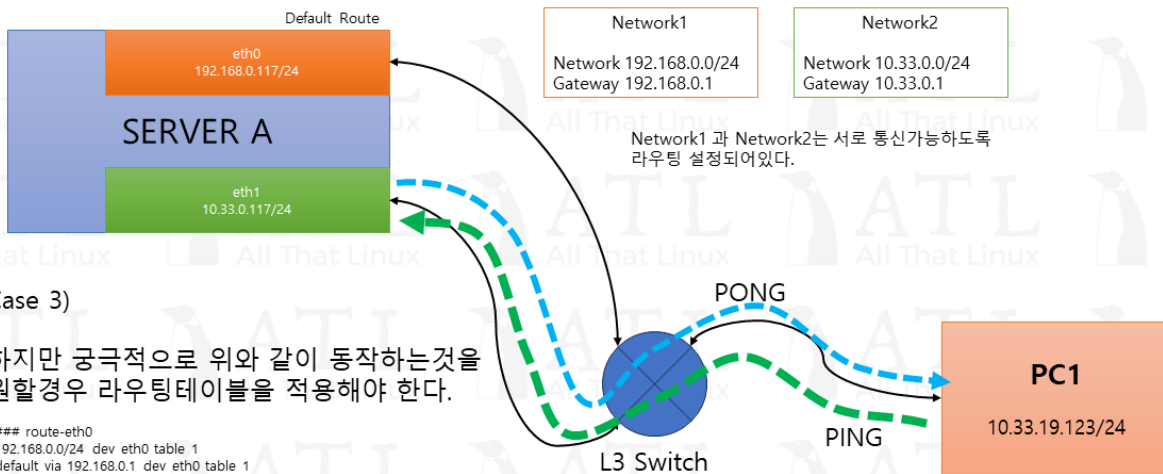 Default Route
eth0
192.168.0.117/24
SERVER A
eth1
10.33.0.117/24
Network1
Network 192.168.0.0/24
Gateway 192.168.0.1
Network2
Network 10.33.0.0/24
Gateway 10.33.0.1
Network1 과 Network2는 서로 통신가능하도록
라우팅 설정되어있다.
Case 3)
하지만 궁극적으로 위와 같이 동작하는것을
원할경우 라우팅테이블을 적용해야 한다.
### route-eth0
192.168.0.0/24 dev eth0 table 1
default via 192.168.0.1 dev eth0 table 1
PONG
PING
L3 Switch
PC1
10.33.19.123/24
ATL
All That Linux